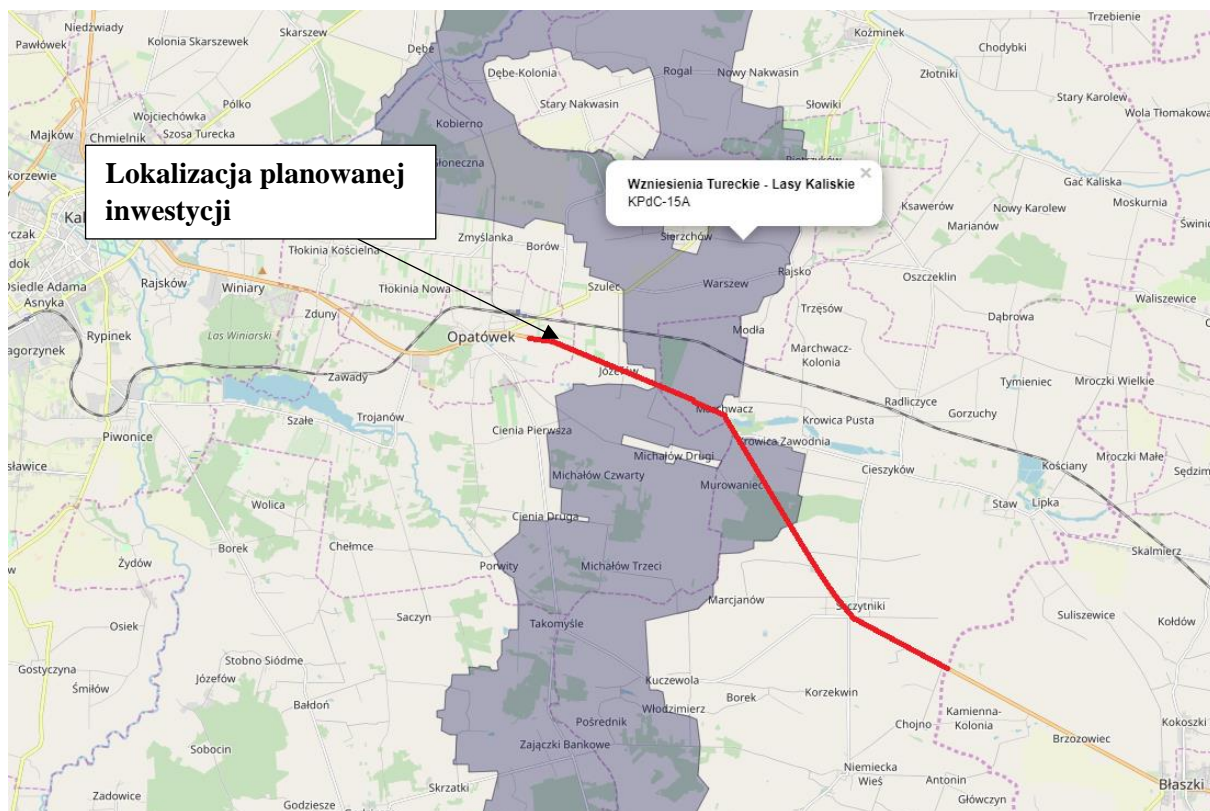 Niedźwiady
Pawłówek
Kolonia Skarszewek
Skarszew
Dębe
Koźminek
Trzebienie
Chodybki
Dębe-Kolonia
Rogal
Nowy Nakwasin
Złotniki
Stary Nakwasin
Słowiki
Stary Karolew
Pólko
Wojciechówka
Szosa Turecka
Kobierno
Wola Tłomakowa
Majków
Chmielnik
Lokalizacja planowanej
inwestycji
Wzniesienia Tureckie - Lasy Kaliskie
KPdC-15A
×
Gać Kaliska
Moskurnia
Ksawerów
Nowy Karolew
Marianów
Zmyślanka
Borów
Sierzchów
Tłokinia Kościelna
Osiedle Adama
Asnyka
Rajsków
Winiary
Tłokinia Nowa
Szulec
Warszew
Rajsko
Oszczeklin
Waliszewice
Zduny
Trzęsów
Dąbrowa
Rypinek
Las Winiarski
Opatówek
Modła
Marchwacz-
Kolonia
Józefów
Zawady
Tymieniec
Mroczki Wielkie
Radliczyce
Gorzuchy
Marchwacz
Szałe
Trojanów
Krowica Pusta
Piwonice
Cienia Pierwsza
Krowica Zawodnia
Michałów Drugi
Mroczki Małe
Cieszyków
Kościany
Michałów Czwarty
Murowaniec
Staw
Lipka
Wolica
Cienia Druga
Borek
Chełmce
Skalmierz
Żydów
Porwity
Michałów Trzeci
Marcjanów
Szczytniki
Suliszewice
Kołdów
Osiek
Saczyn
Takomyśle
Stobno Siódme
Gostyczyna
Józefów
Śmiłów
Bałdoń
Kuczewola
Borek
Korzekwin
Włodzimierz
Kamienna-
Kolonia
Pośrednik
Chojno
Kokoszki
Sobocin
Zajączki Bankowe
Brzozowiec
Niemiecka
Wieś
Antonin
Skrzatki
Błaszki
Zadowice
Godziesze
Główczyn